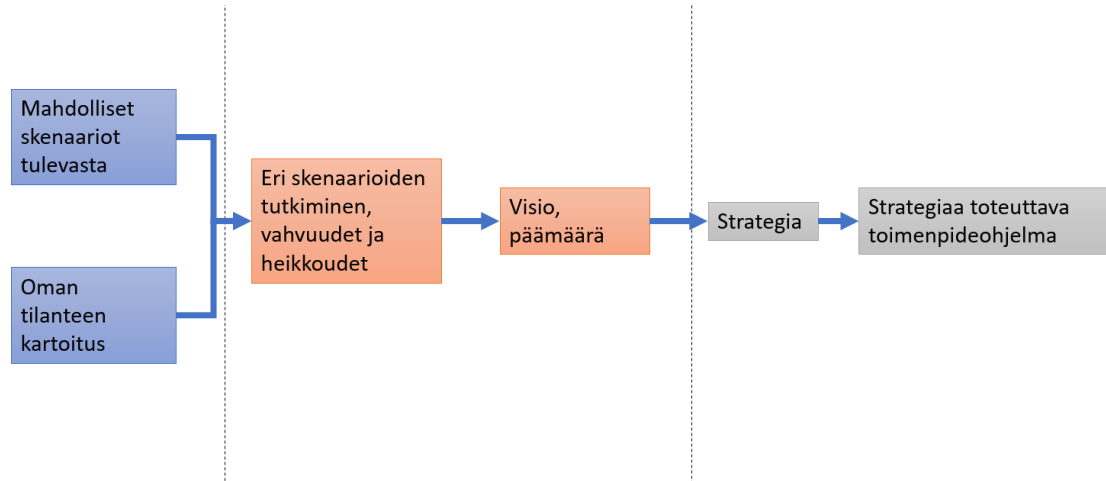 Mahdolliset
skenaariot
tulevasta
Oman
tilanteen
kartoitus
Eri skenaarioiden
tutkiminen,
vahvuudet ja
heikkoudet
Visio,
päämäärä
Strategia
Strategiaa toteuttava
toimenpideohjelma